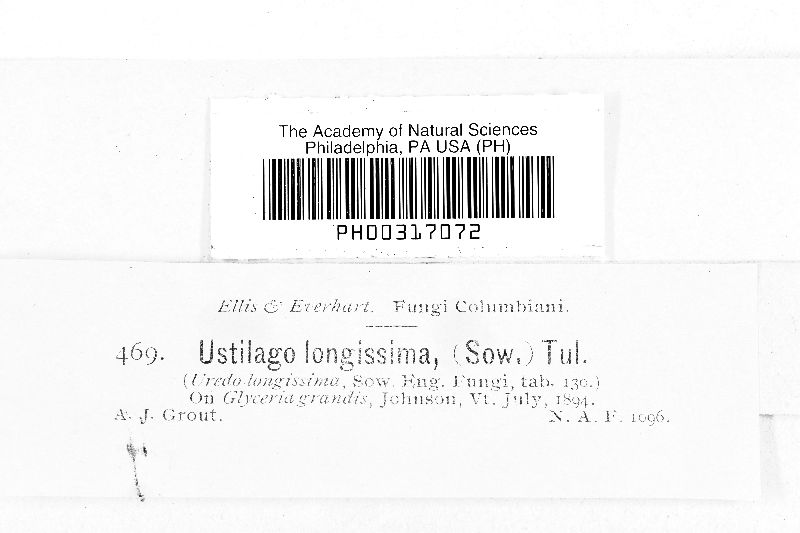 The Academy of Natural Sciences
Philadelphia, PA USA (PH)
PH00317072
Ellis & Everhart. Fungi Columbiani.
469. Ustilago longissima, (Sow.) Tul.
(Uredo longissima, Sow. Eng. Fungi, tab. 139.)
On Glyceria grandis, Johnson, Vt. July, 1894.
A. J. Grout. N. A. F. 1096.